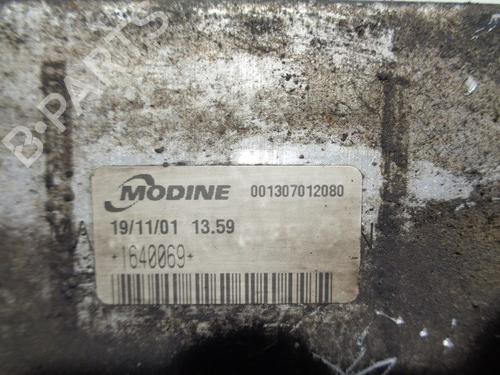 B-PARTS
MODINE 001307012080
19/11/01 13.59
*1640069*